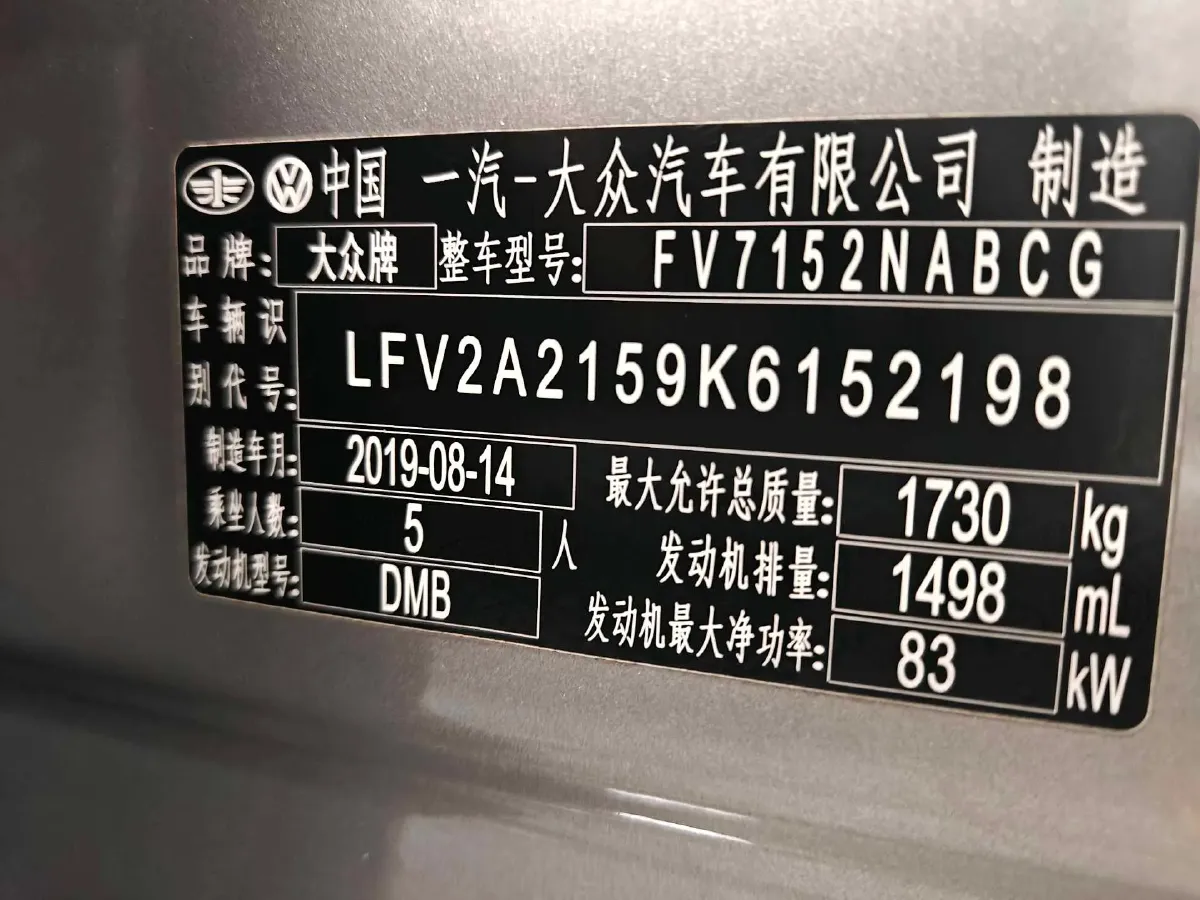 中国 一汽-大众汽车有限公司 制造
品牌: 大众牌 整车型号: FV7152NABCG
车辆识别代号: LFV2A2159K6152198
制造年月: 2019-08-14 最大允许总质量: 1730 kg
乘坐人数: 5 人 发动机排量: 1498 mL
发动机型号: DMB 发动机最大净功率: 83 kW